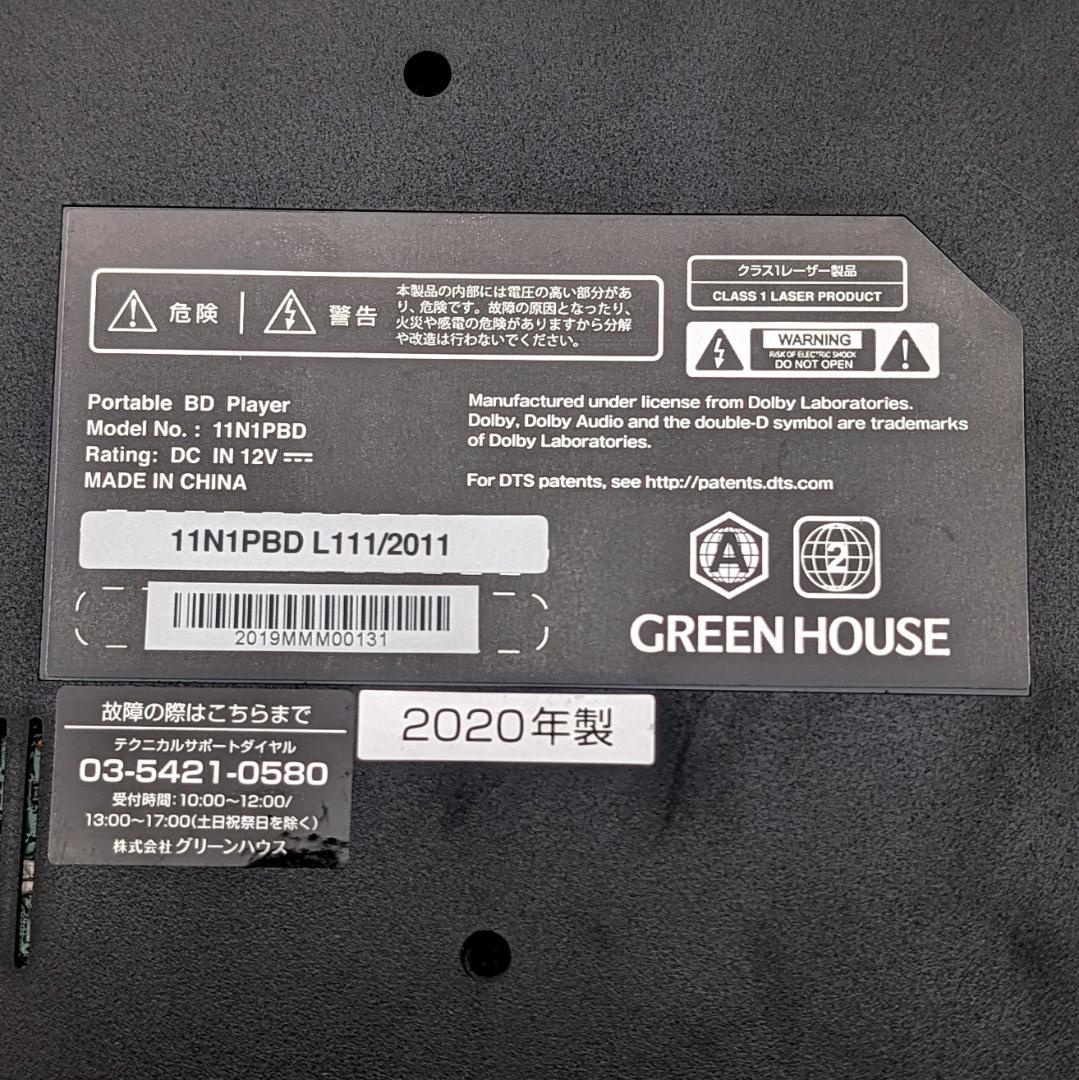 危険
警告
本製品の内部には電圧の高い部分があ
り、危険です。故障の原因となったり、
火災や感電の危険がありますから分解
や改造は行わないでください。
クラス1レーザー製品
CLASS 1 LASER PRODUCT
WARNING
RISK OF ELECTRIC SHOCK
DO NOT OPEN
Portable BD Player
Model No. : 11N1PBD
Rating: DC IN 12V
MADE IN CHINA
Manufactured under license from Dolby Laboratories.
Dolby, Dolby Audio and the double-D symbol are trademarks
of Dolby Laboratories.
For DTS patents, see http://patents.dts.com
11N1PBD L111/2011
2019MMM00131
A
2
GREEN HOUSE
故障の際はこちらまで
テクニカルサポートダイヤル
03-5421-0580
受付時間:10:00～12:00/
13:00～17:00(土日祝祭日を除く)
株式会社 グリーンハウス
2020年製